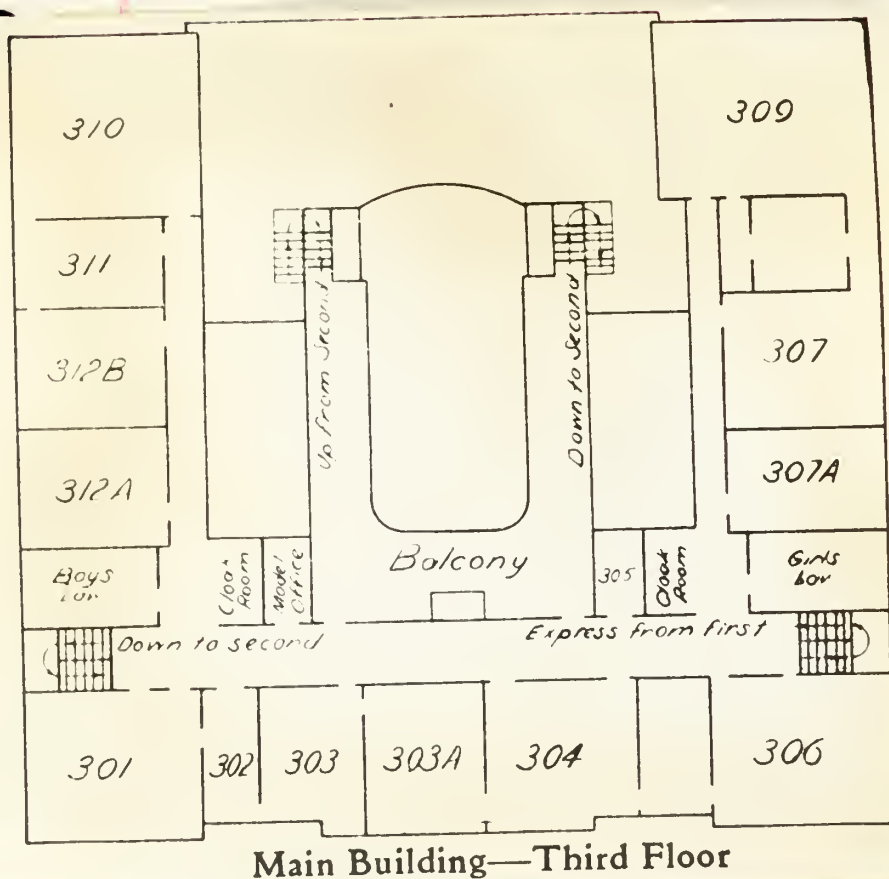 310
309
311
312B
307
Up from Second
Down to Second
312A
307A
Boys Lav
Cloak Room
Model Office
Balcony
305
Cloak Room
Girls Lav
Down to second
Express from first
301
302
303
303A
304
306
Main Building—Third Floor